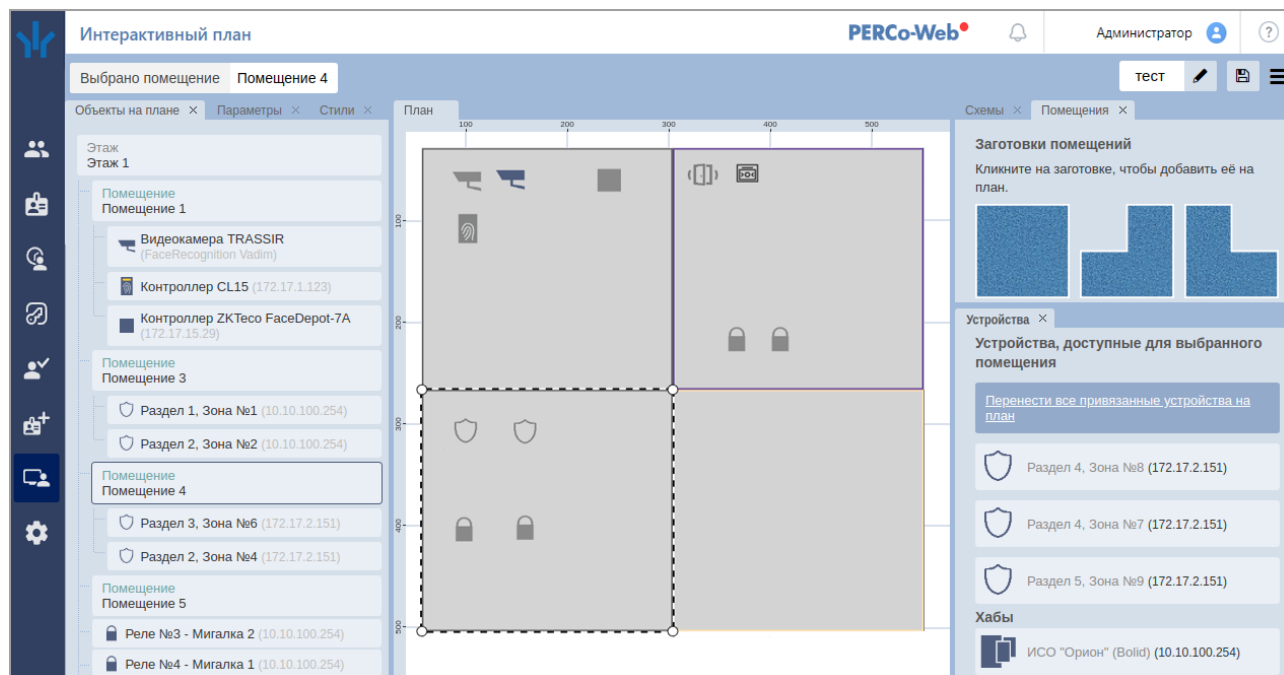 Интерактивный план
PERCo-Web
Администратор
?
Выбрано помещение Помещение 4
тест
Объекты на плане × Параметры × Стили ×
Этаж
Этаж 1
Помещение
Помещение 1
Видеокамера TRASSIR
(FaceRecognition Vadim)
Контроллер CL15 (172.17.1.123)
Контроллер ZKTeco FaceDepot-7A
(172.17.15.29)
Помещение
Помещение 3
Раздел 1, Зона №1 (10.10.100.254)
Раздел 2, Зона №2 (10.10.100.254)
Помещение
Помещение 4
Раздел 3, Зона №6 (172.17.2.151)
Раздел 2, Зона №4 (172.17.2.151)
Помещение
Помещение 5
Реле №3 - Мигалка 2 (10.10.100.254)
Реле №4 - Мигалка 1 (10.10.100.254)
План
100 200 300 400 500
100
200
300
400
500
Схемы × Помещения ×
Заготовки помещений
Кликните на заготовке, чтобы добавить её на
план.
Устройства ×
Устройства, доступные для выбранного
помещения
Перенести все привязанные устройства на
план
Раздел 4, Зона №8 (172.17.2.151)
Раздел 4, Зона №7 (172.17.2.151)
Раздел 5, Зона №9 (172.17.2.151)
Хабы
ИСО "Орион" (Bolid) (10.10.100.254)